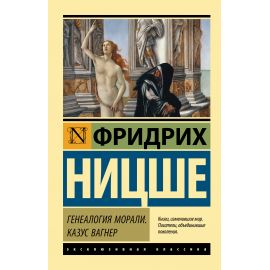 N
ФРИДРИХ
НИЦШЕ
ГЕНЕАЛОГИЯ МОРАЛИ.
КАЗУС ВАГНЕР
Книги, изменившие мир.
Писатели, объединившие
поколения.
ЭКСКЛЮЗИВНАЯ КЛАССИКА